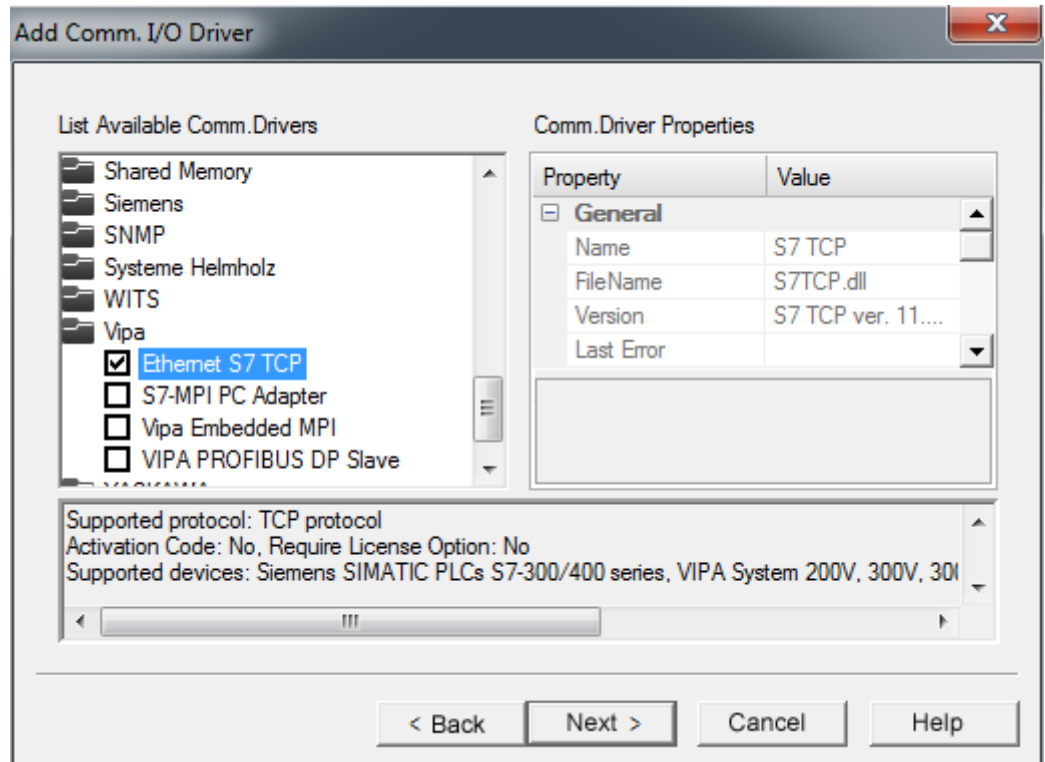 Add Comm. I/O Driver
List Available Comm.Drivers
Shared Memory
Siemens
SNMP
Systeme Helmholz
WITS
Vipa
Ethernet S7 TCP
S7-MPI PC Adapter
Vipa Embedded MPI
VIPA PROFIBUS DP Slave
Comm.Driver Properties
Property Value
General
Name S7 TCP
FileName S7TCP.dll
Version S7 TCP ver. 11....
Last Error
Supported protocol: TCP protocol
Activation Code: No, Require License Option: No
Supported devices: Siemens SIMATIC PLCs S7-300/400 series, VIPA System 200V, 300V, 30
< Back Next > Cancel Help